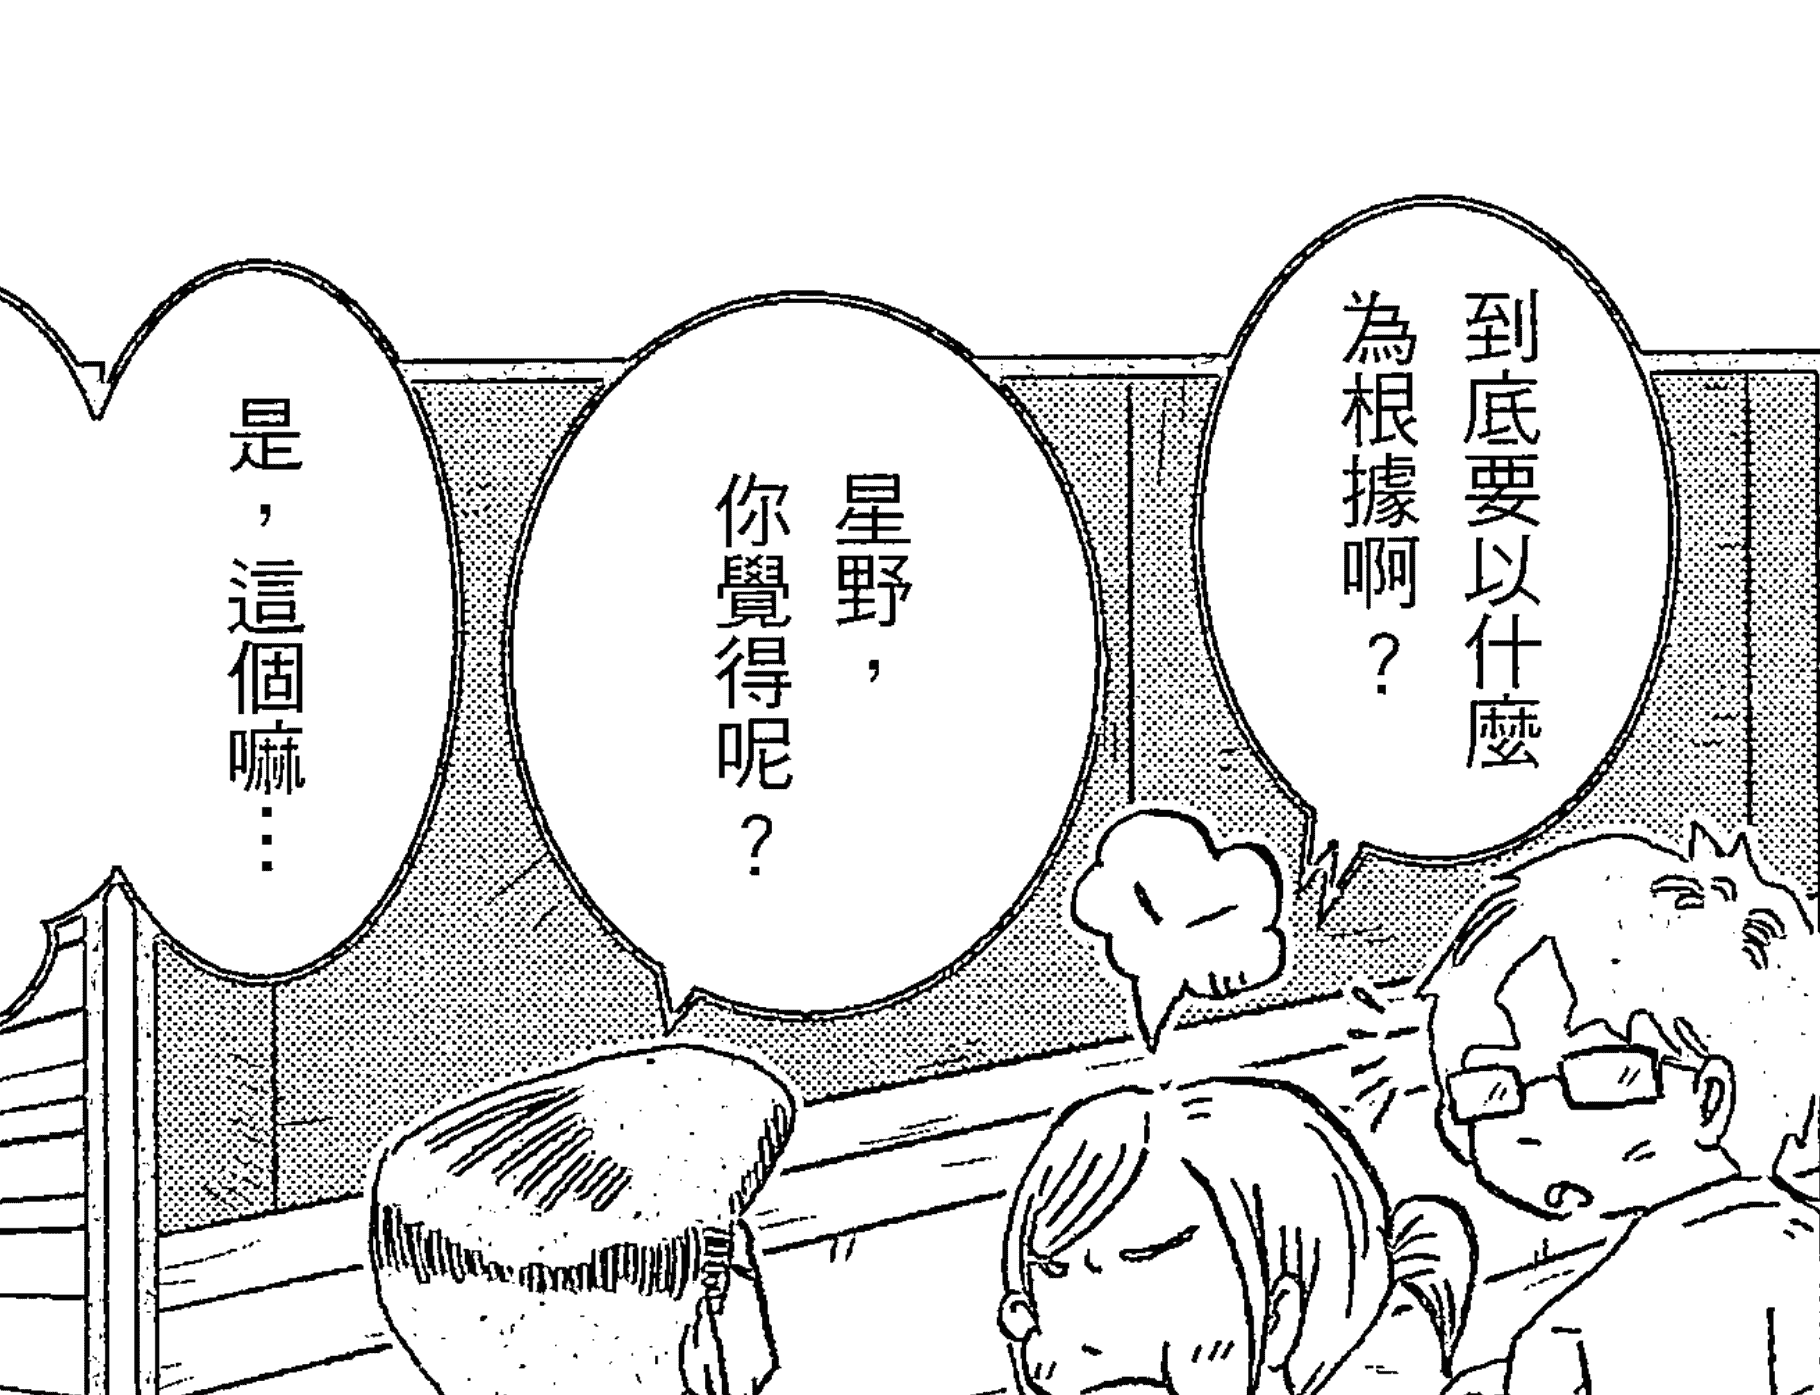 到底要以什麼
為根據啊？
星野，
你覺得呢？
是，這個嘛…